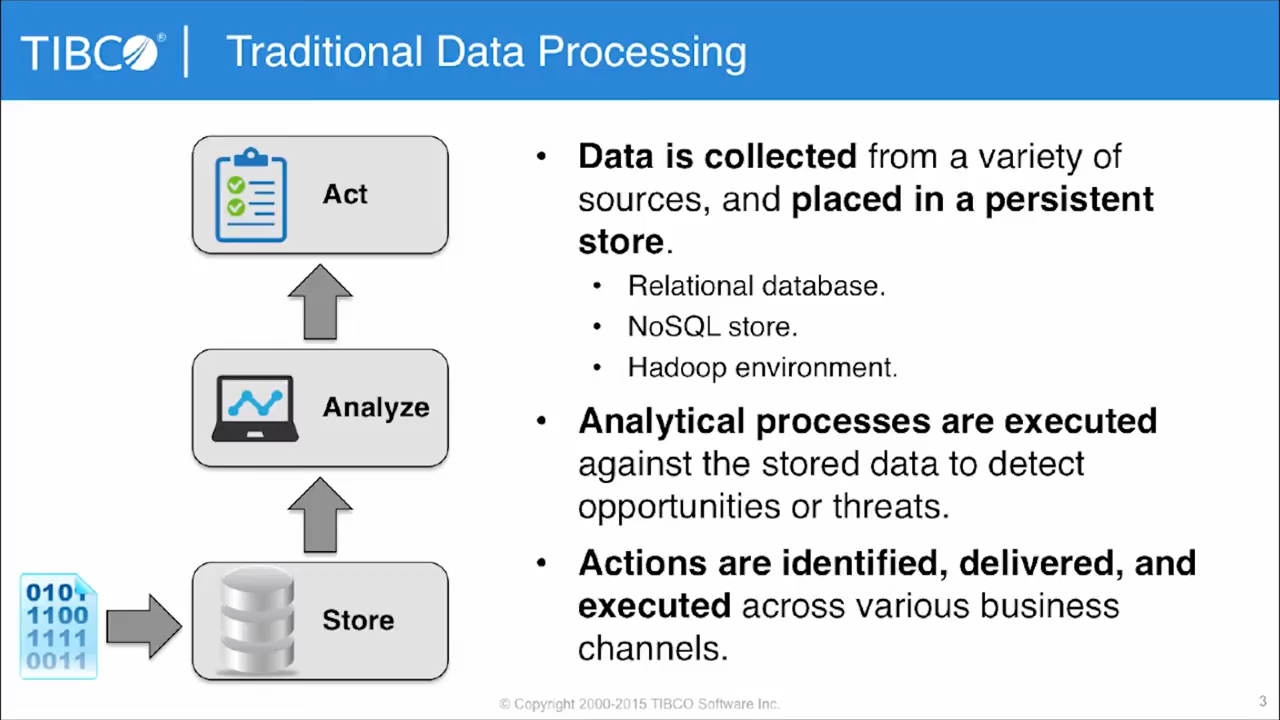 TIBCO® | Traditional Data Processing
Act
Analyze
Store
0101
1100
1111
0011
• Data is collected from a variety of
sources, and placed in a persistent
store.
• Relational database.
• NoSQL store.
• Hadoop environment.
• Analytical processes are executed
against the stored data to detect
opportunities or threats.
• Actions are identified, delivered, and
executed across various business
channels.
© Copyright 2000-2015 TIBCO Software Inc.
3